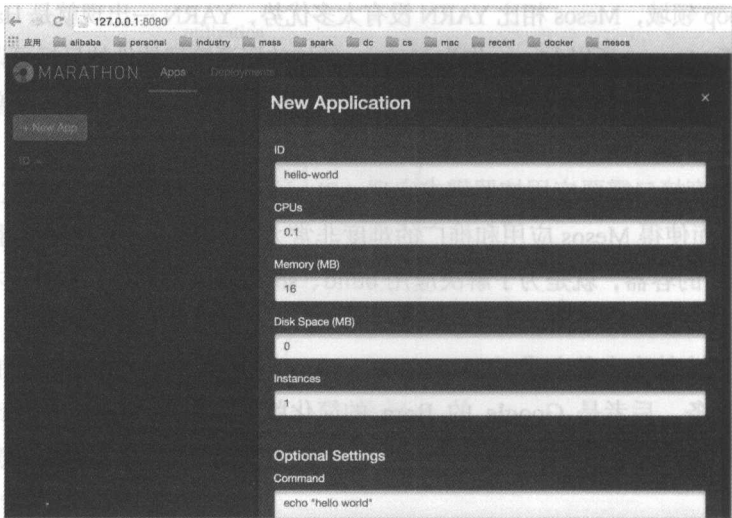 127.0.0.1:8080
应用 alibaba personal industry mass spark dc cs mac recent docker mesos
MARATHON Apps Deployments
New Application ×
+ New App
ID
ID
hello-world
CPUs
0.1
Memory (MB)
16
Disk Space (MB)
0
Instances
1
Optional Settings
Command
echo "hello world"